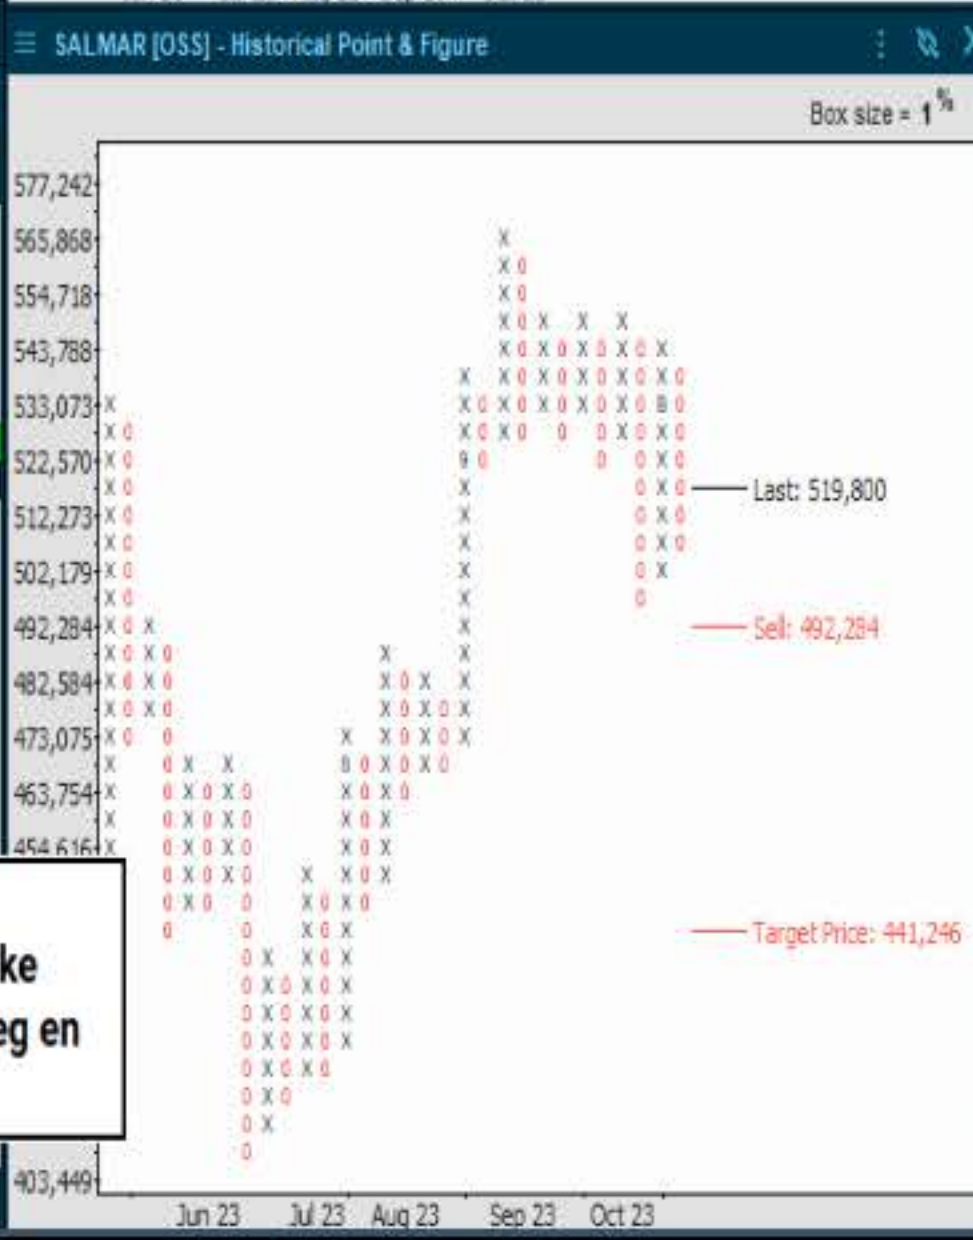 SALMAR [OSS] - Historical Point & Figure
Box size = 1 %
577,242
565,868
554,718
543,788
533,073
522,570
512,273
502,179
492,284
482,584
473,075
463,754
454,616
403,449
Last: 519,800
Sell: 492,284
Target Price: 441,246
ke
eg en
Jun 23 Jul 23 Aug 23 Sep 23 Oct 23